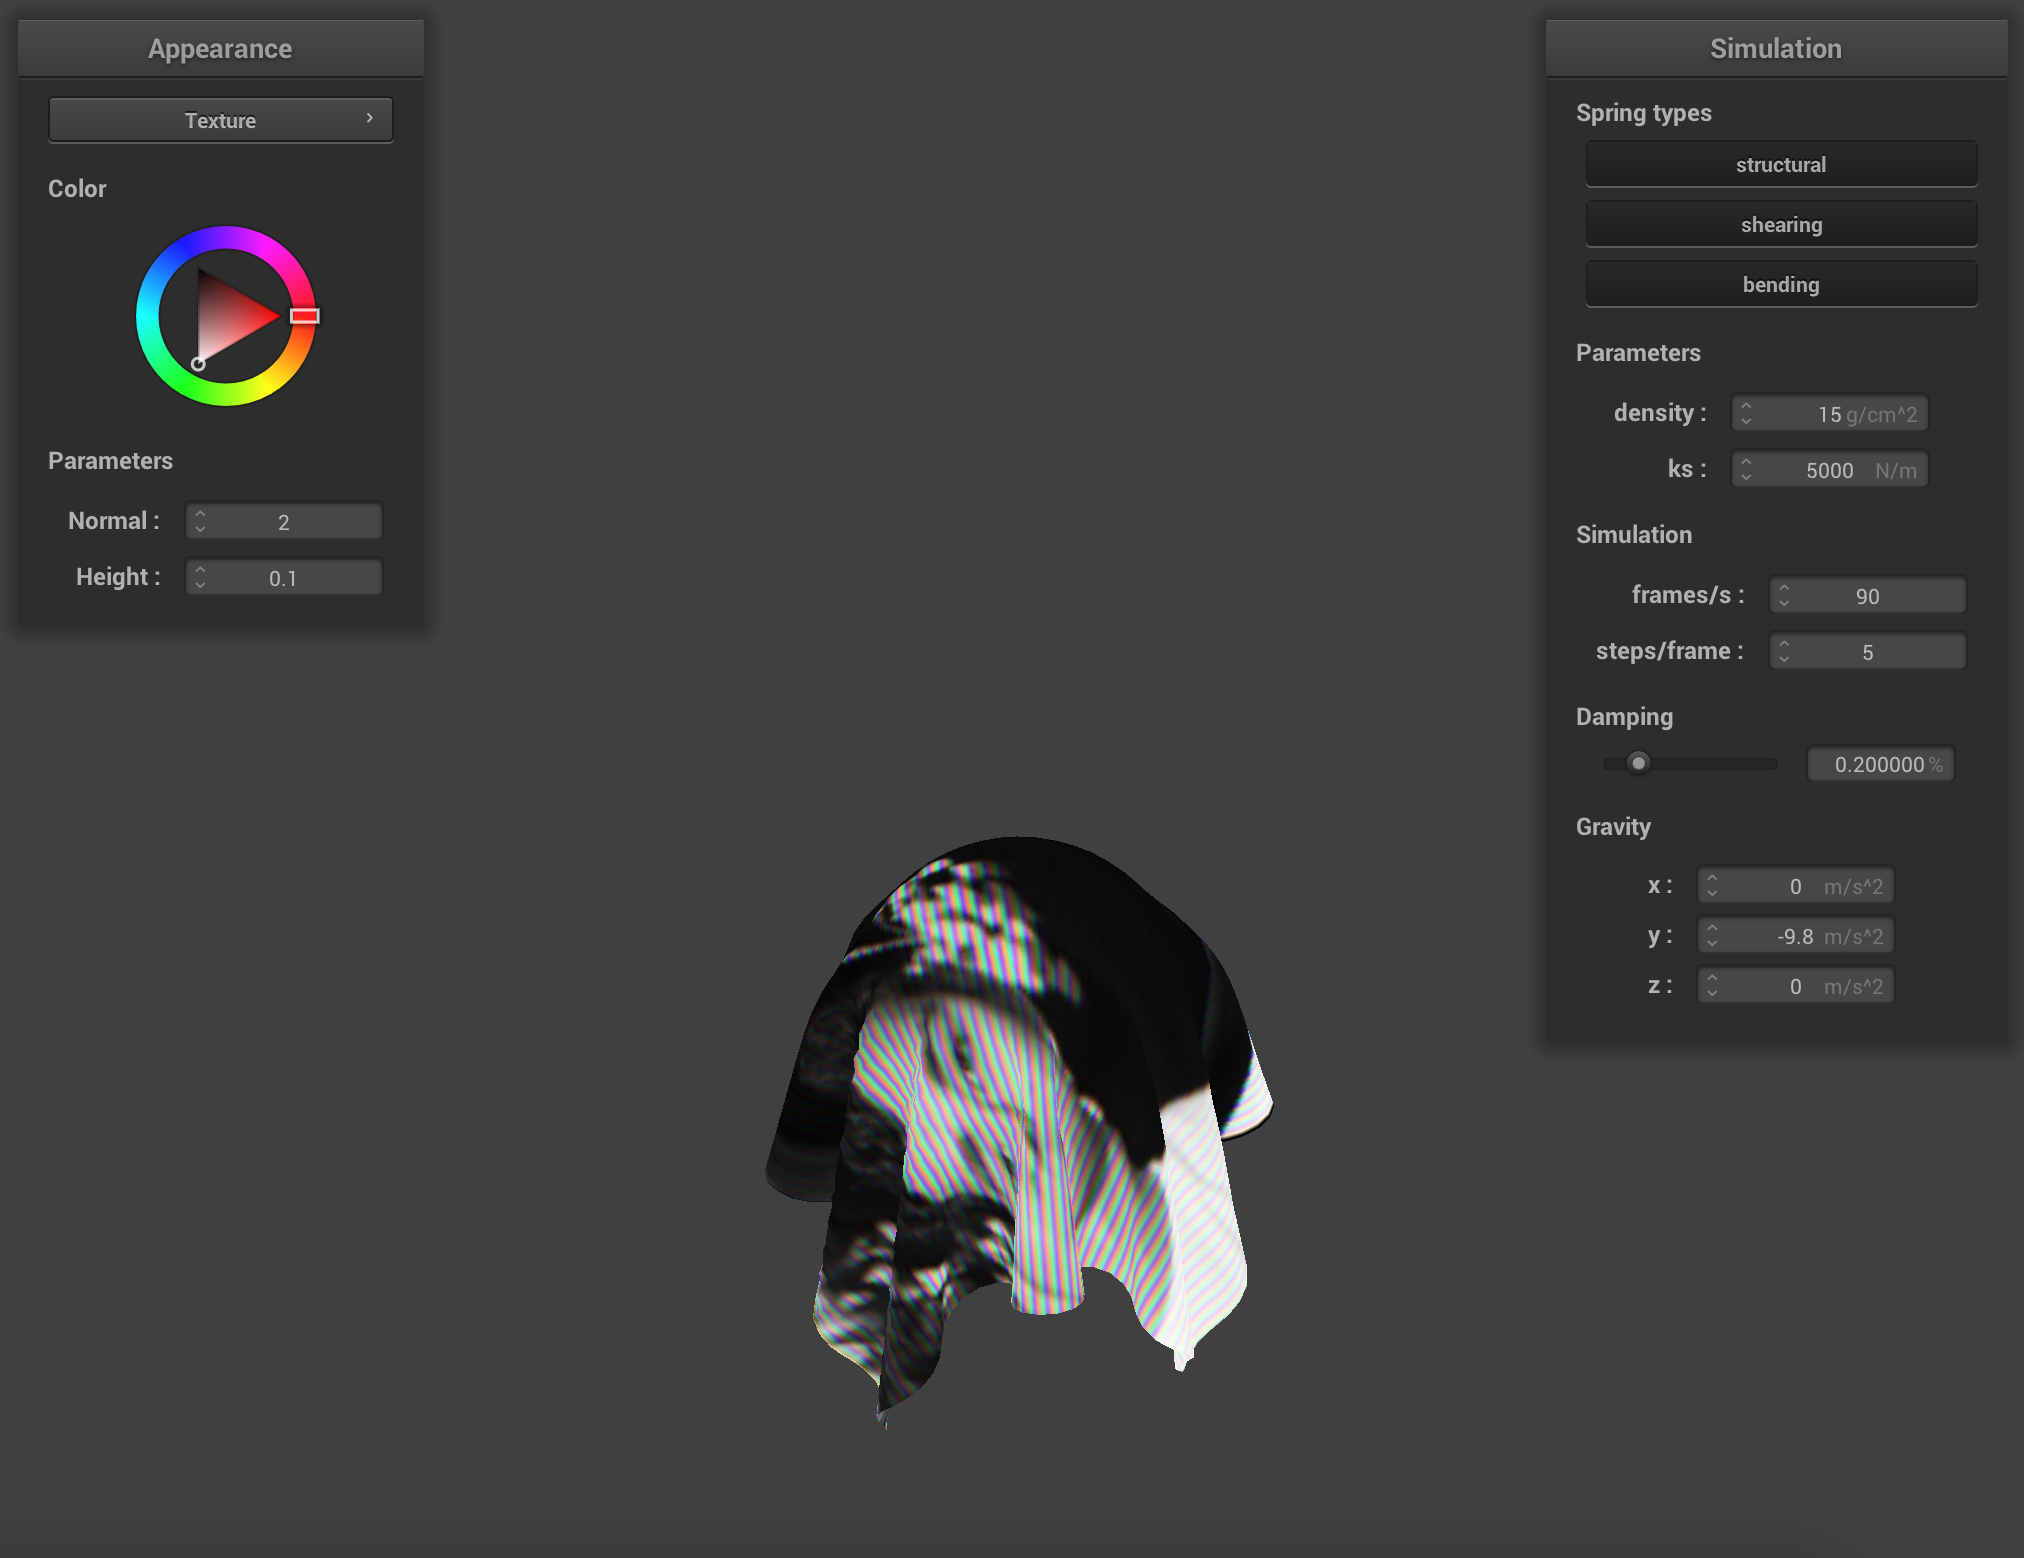 Appearance
Texture
Color
Parameters
Normal : 2
Height : 0.1
Simulation
Spring types
structural
shearing
bending
Parameters
density : 15 g/cm^2
ks : 5000 N/m
Simulation
frames/s : 90
steps/frame : 5
Damping
0.200000 %
Gravity
x : 0 m/s^2
y : -9.8 m/s^2
z : 0 m/s^2